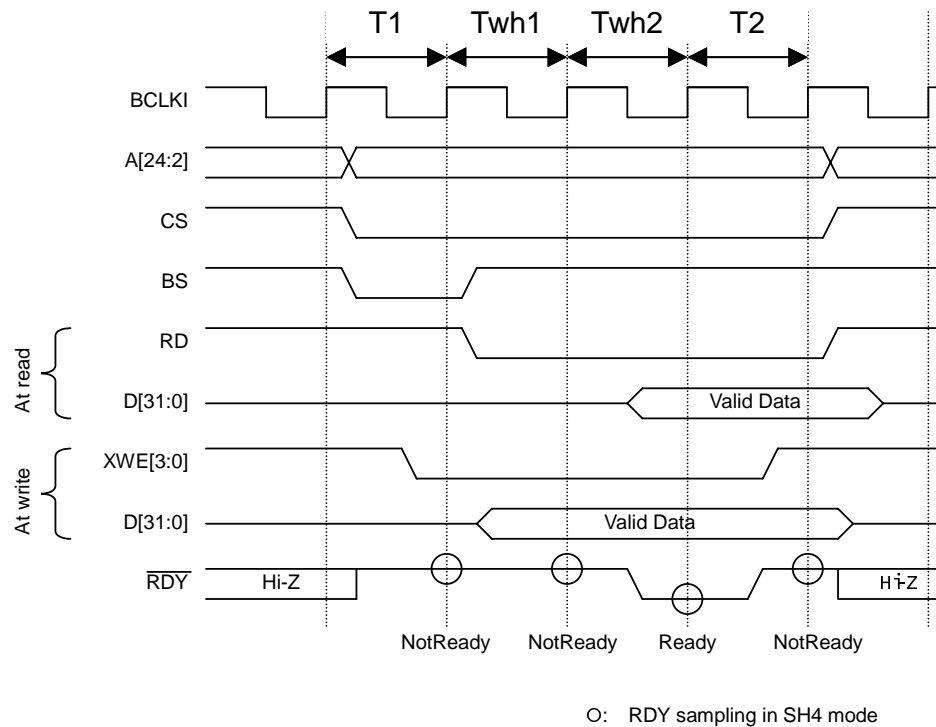 T1 Twh1 Twh2 T2
BCLKI
A[24:2]
CS
BS
RD
At read
D[31:0] Valid Data
XWE[3:0]
At write
D[31:0] Valid Data
RDY Hi-Z Hi-Z
NotReady NotReady Ready NotReady
O: RDY sampling in SH4 mode